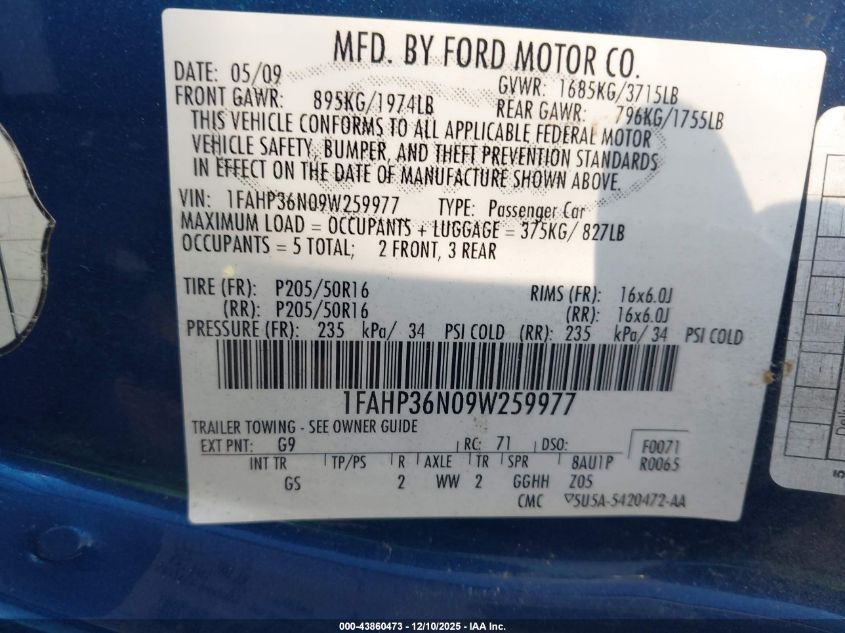 MFD. BY FORD MOTOR CO.
DATE: 05/09 GVWR: 1685KG/3715LB
FRONT GAWR: 895KG/1974LB REAR GAWR: 796KG/1755LB
THIS VEHICLE CONFORMS TO ALL APPLICABLE FEDERAL MOTOR
VEHICLE SAFETY, BUMPER, AND THEFT PREVENTION STANDARDS
IN EFFECT ON THE DATE OF MANUFACTURE SHOWN ABOVE.
VIN: 1FAHP36N09W259977 TYPE: Passenger Car
MAXIMUM LOAD = OCCUPANTS + LUGGAGE = 375KG/ 827LB
OCCUPANTS = 5 TOTAL; 2 FRONT, 3 REAR
TIRE (FR): P205/50R16 RIMS (FR): 16x6.0J
(RR): P205/50R16 (RR): 16x6.0J
PRESSURE (FR): 235 kPa/ 34 PSI COLD (RR): 235 kPa/ 34 PSI COLD
1FAHP36N09W259977
TRAILER TOWING - SEE OWNER GUIDE
EXT PNT: G9 RC: 71 DSO: F0071
INT TR TP/PS R AXLE TR SPR 8AU1P R0065
GS 2 WW 2 GGHH Z05
CMC ▽5U5A-5420472-AA
000-43860473 — 12/10/2025 — IAA Inc.